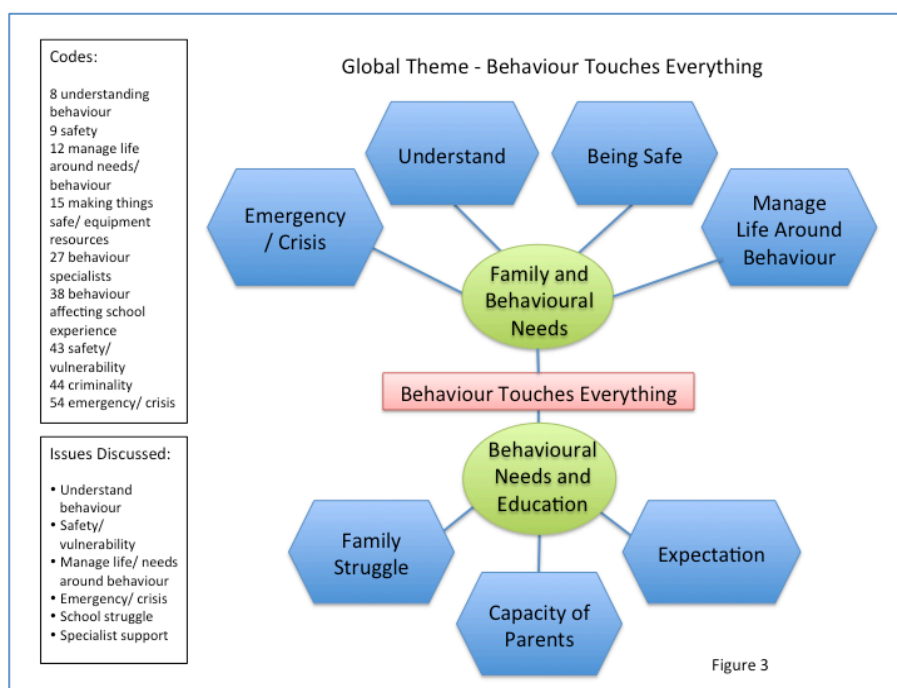 Codes:
8 understanding
behaviour
9 safety
12 manage life
around needs/
behaviour
15 making things
safe/ equipment
resources
27 behaviour
specialists
38 behaviour
affecting school
experience
43 safety/
vulnerability
44 criminality
54 emergency/ crisis
Issues Discussed:
• Understand
behaviour
• Safety/
vulnerability
• Manage life/ needs
around behaviour
• Emergency/ crisis
• School struggle
• Specialist support
Global Theme - Behaviour Touches Everything
Emergency
/ Crisis
Understand
Being Safe
Manage
Life Around
Behaviour
Family and
Behavioural
Needs
Behaviour Touches Everything
Behavioural
Needs and
Education
Family
Struggle
Capacity of
Parents
Expectation
Figure 3